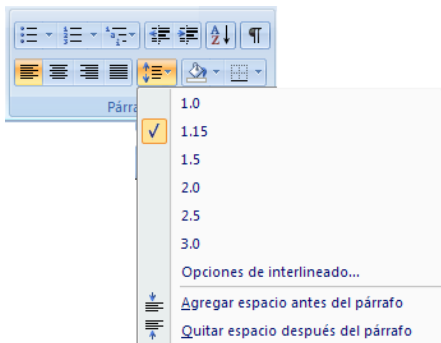 Párra
1.0
1.15
1.5
2.0
2.5
3.0
Opciones de interlineado...
Agregar espacio antes del párrafo
Quitar espacio después del párrafo